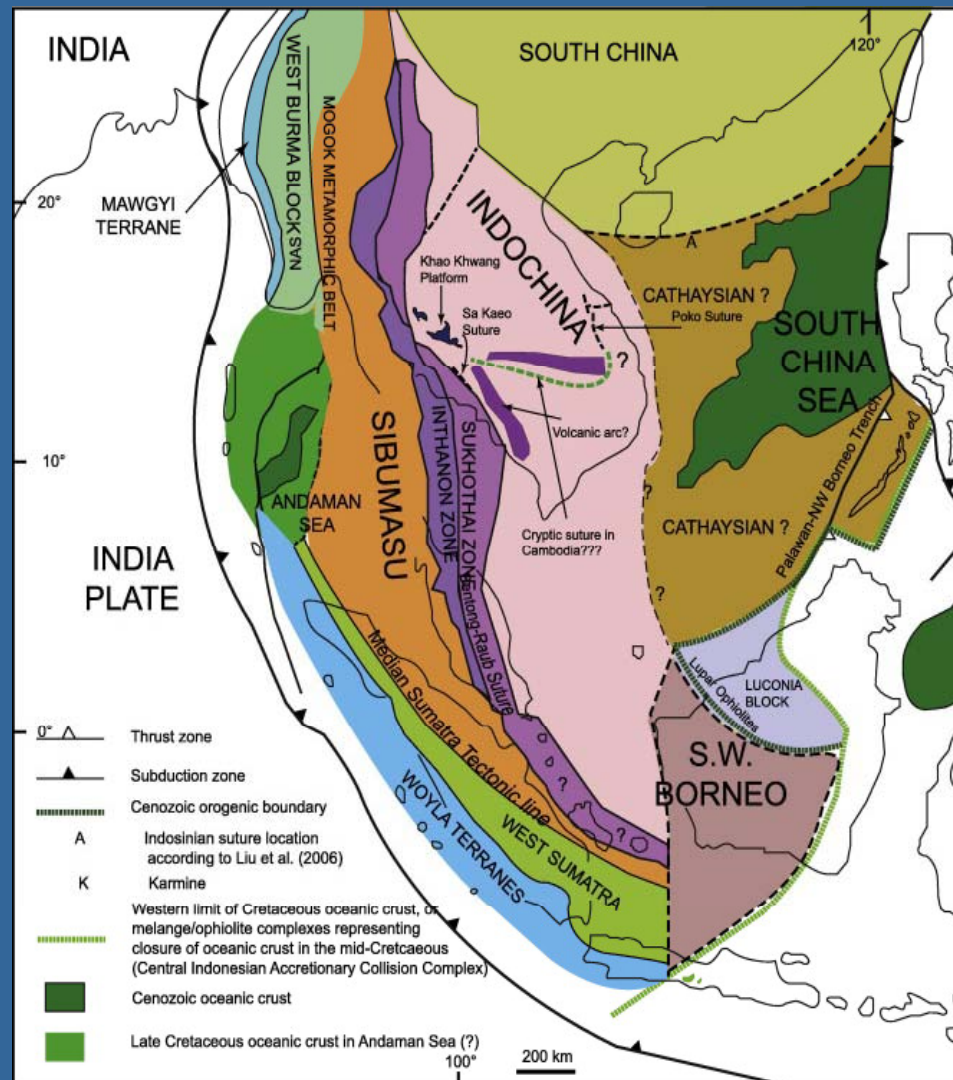 INDIA
SOUTH CHINA
120°
WEST BURMA BLOCK
SAS
MOGOK METAMORPHIC BELT
20°
MAWGYI
TERRANE
INDOCHINA
Khao Khwang
Platform
Sa Kaeo
Suture
A
CATHAYSIAN ?
Poko Suture
SOUTH
CHINA
SEA
?
Volcanic arc?
SIBUMASU
INTHANON ZONE
SUKHOTHAI ZONE
Bentong-Raub Suture
10°
ANDAMAN
SEA
?
CATHAYSIAN ?
Palawan-NW Borneo Trench
Cryptic suture in
Cambodia???
INDIA
PLATE
?
Median Sumatra Tectonic line
LUCONIA
BLOCK
Lupar Ophiolites
S.W.
BORNEO
0°
WOYLA TERRANES
WEST SUMATRA
?
?
Thrust zone
Subduction zone
Cenozoic orogenic boundary
A Indosinian suture location
according to Liu et al. (2006)
K Karmine
Western limit of Cretaceous oceanic crust, or
melange/ophiolite complexes representing
closure of oceanic crust in the mid-Cretcaeous
(Central Indonesian Accretionary Collision Complex)
Cenozoic oceanic crust
Late Cretaceous oceanic crust in Andaman Sea (?)
100°
200 km